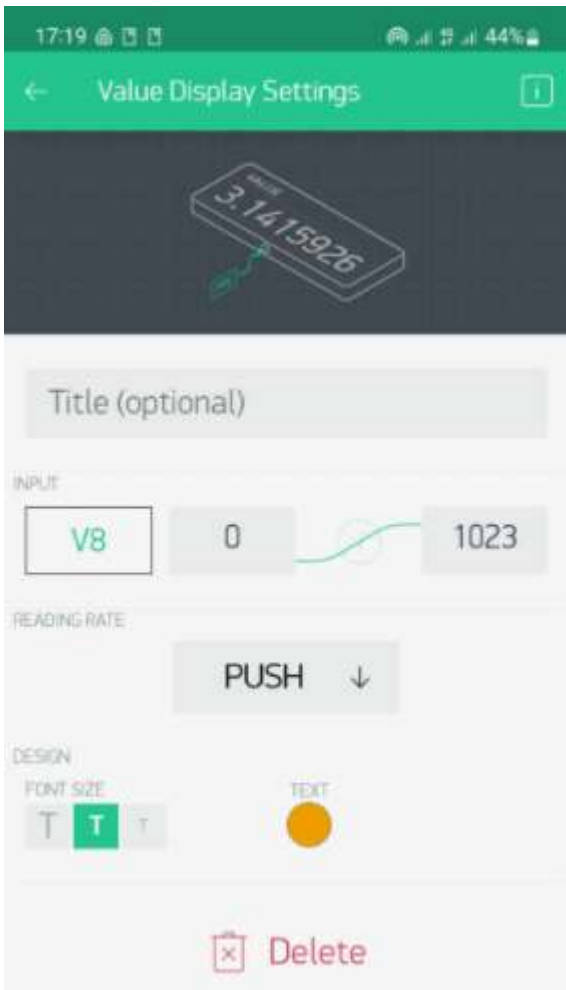 17:19 44%
Value Display Settings
i
VALUE
3.1415926
Title (optional)
INPUT
V8 0 1023
READING RATE
PUSH ↓
DESIGN
FONT SIZE TEXT
T T T
Delete